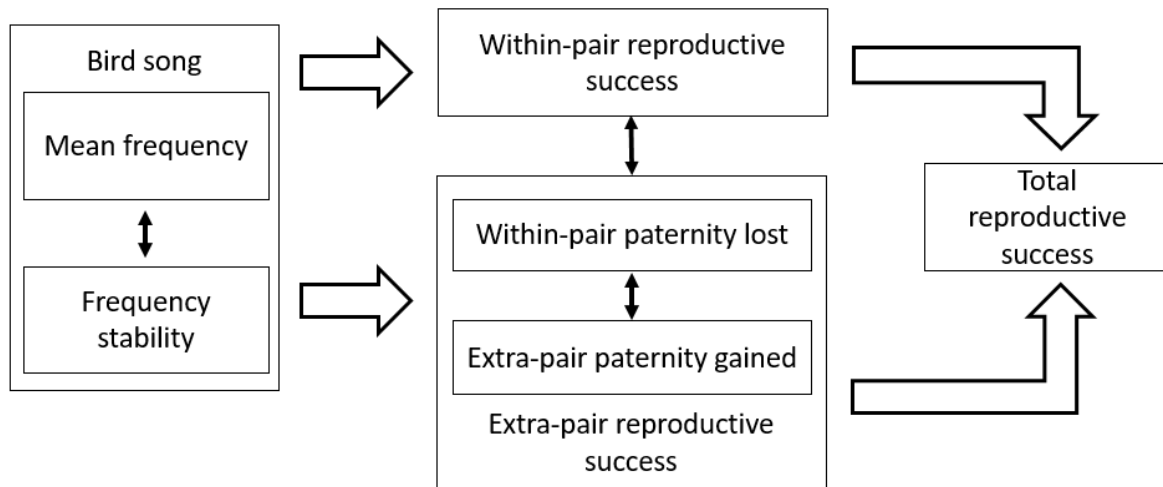 Bird song
Mean frequency
Frequency
stability
Within-pair reproductive
success
Within-pair paternity lost
Extra-pair paternity gained
Extra-pair reproductive
success
Total
reproductive
success